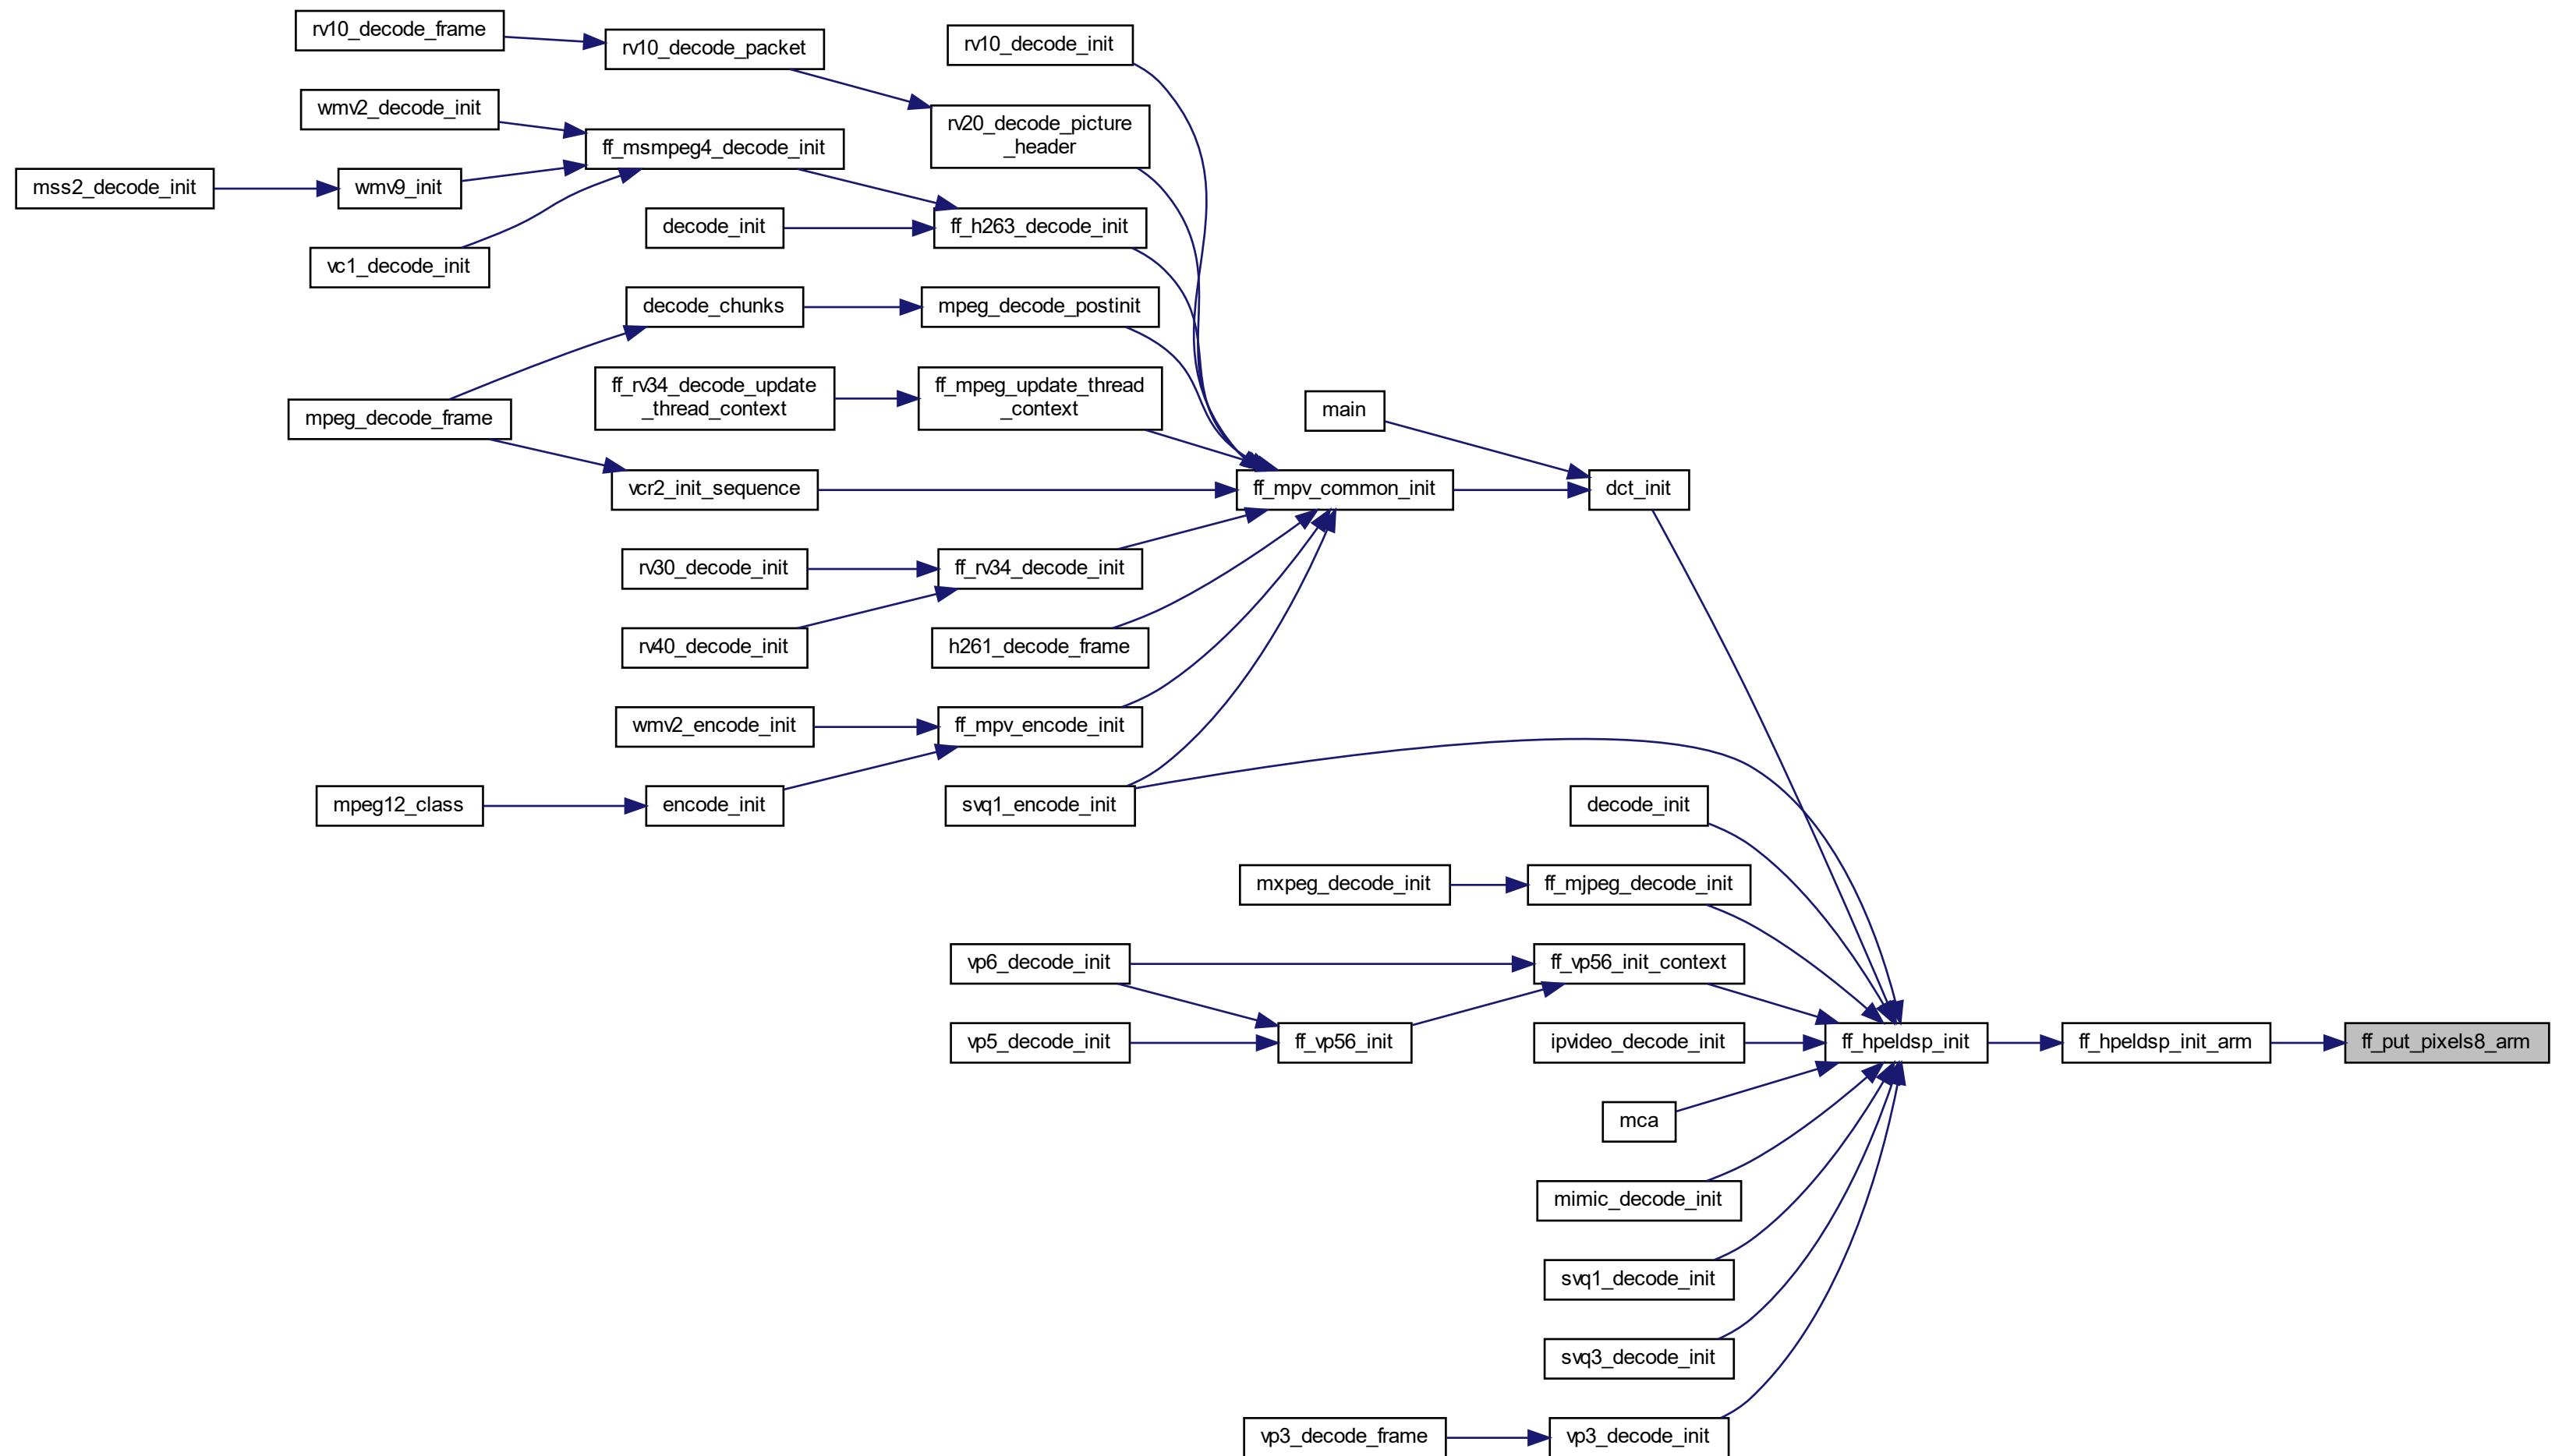 rv10_decode_frame
rv10_decode_packet
rv10_decode_init
wmv2_decode_init
rv20_decode_picture
_header
ff_msmpeg4_decode_init
mss2_decode_init
wmv9_init
decode_init
ff_h263_decode_init
vc1_decode_init
decode_chunks
mpeg_decode_postinit
ff_rv34_decode_update
_thread_context
ff_mpeg_update_thread
_context
main
mpeg_decode_frame
vcr2_init_sequence
ff_mpv_common_init
dct_init
rv30_decode_init
ff_rv34_decode_init
rv40_decode_init
h261_decode_frame
wmv2_encode_init
ff_mpv_encode_init
mpeg12_class
encode_init
svq1_encode_init
decode_init
mxpeg_decode_init
ff_mjpeg_decode_init
vp6_decode_init
ff_vp56_init_context
vp5_decode_init
ff_vp56_init
ipvideo_decode_init
ff_hpeldsp_init
ff_hpeldsp_init_arm
ff_put_pixels8_arm
mca
mimic_decode_init
svq1_decode_init
svq3_decode_init
vp3_decode_frame
vp3_decode_init